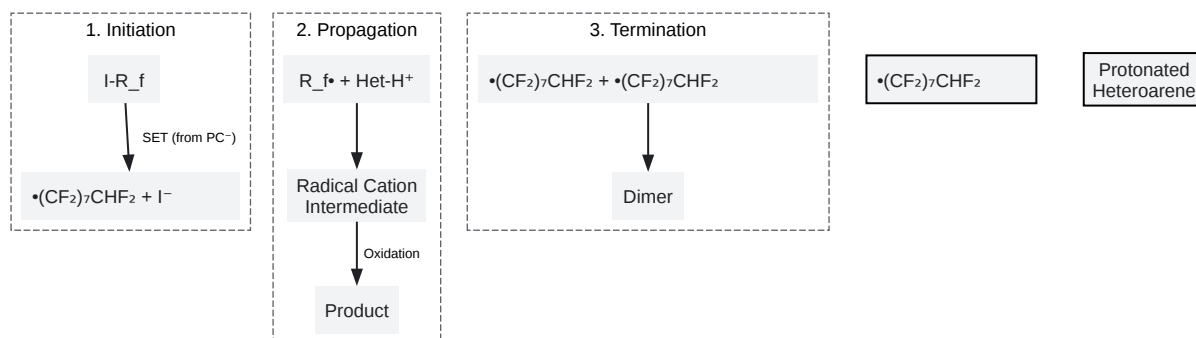 1. Initiation
I-R_f
SET (from PC⁻)
•(CF₂)₇CHF₂ + I⁻
2. Propagation
R_f• + Het-H⁺
Radical Cation
Intermediate
Oxidation
Product
3. Termination
•(CF₂)₇CHF₂ + •(CF₂)₇CHF₂
Dimer
•(CF₂)₇CHF₂
Protonated
Heteroarene